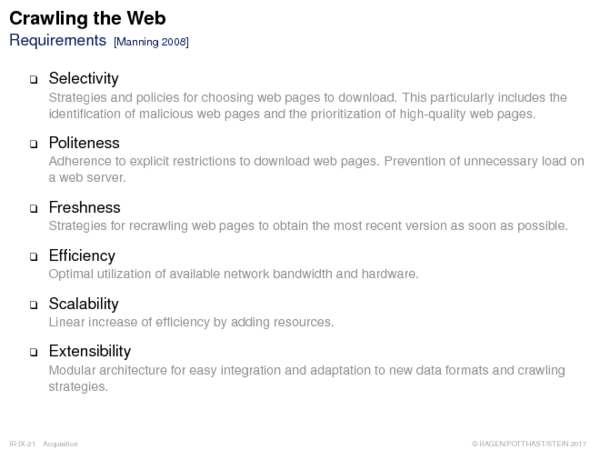 Crawling the Web
Requirements [Manning 2008]
❑ Selectivity
Strategies and policies for choosing web pages to download. This particularly includes the
identification of malicious web pages and the prioritization of high-quality web pages.
❑ Politeness
Adherence to explicit restrictions to download web pages. Prevention of unnecessary load on
a web server.
❑ Freshness
Strategies for recrawling web pages to obtain the most recent version as soon as possible.
❑ Efficiency
Optimal utilization of available network bandwidth and hardware.
❑ Scalability
Linear increase of efficiency by adding resources.
❑ Extensibility
Modular architecture for easy integration and adaptation to new data formats and crawling
strategies.
IR:IX-21 Acquisition © HAGEN/POTTHAST/STEIN 2017